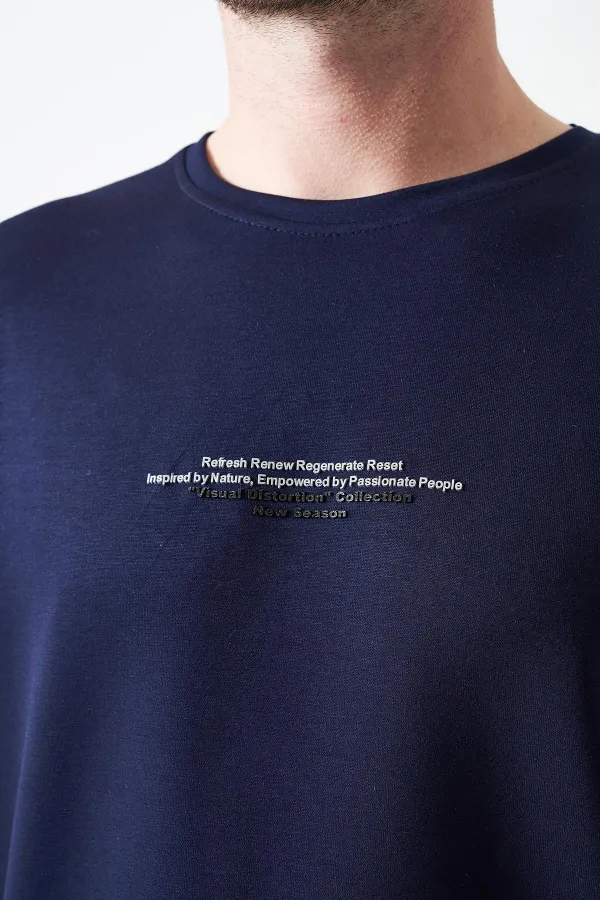 Refresh Renew Regenerate Reset
Inspired by Nature, Empowered by Passionate People
"Visual Distortion" Collection
New Season